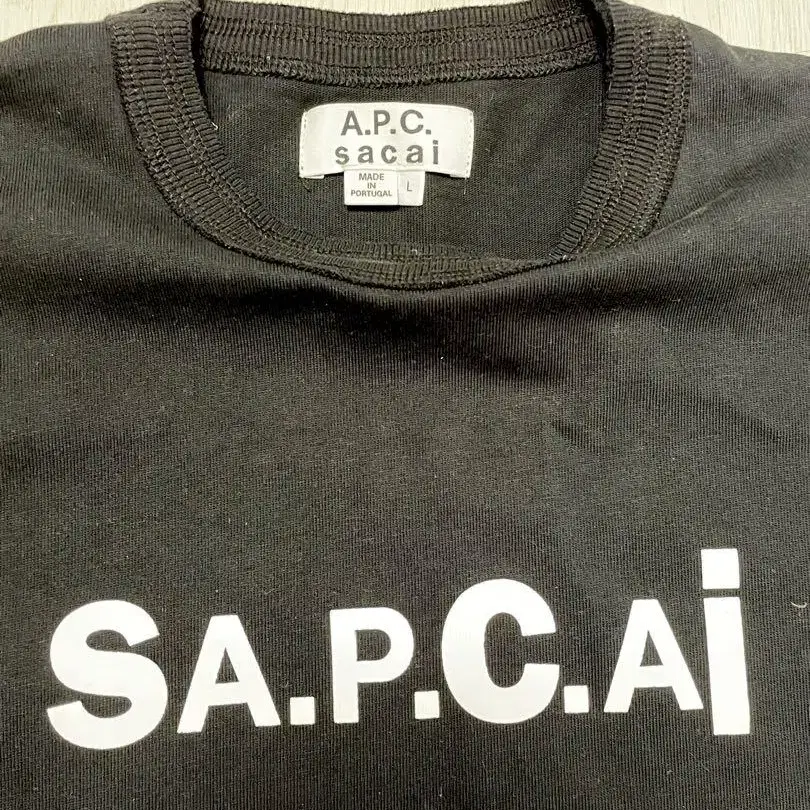 A.P.C.
sacai
MADE
IN
PORTUGAL
L
SA.P.C.Ai